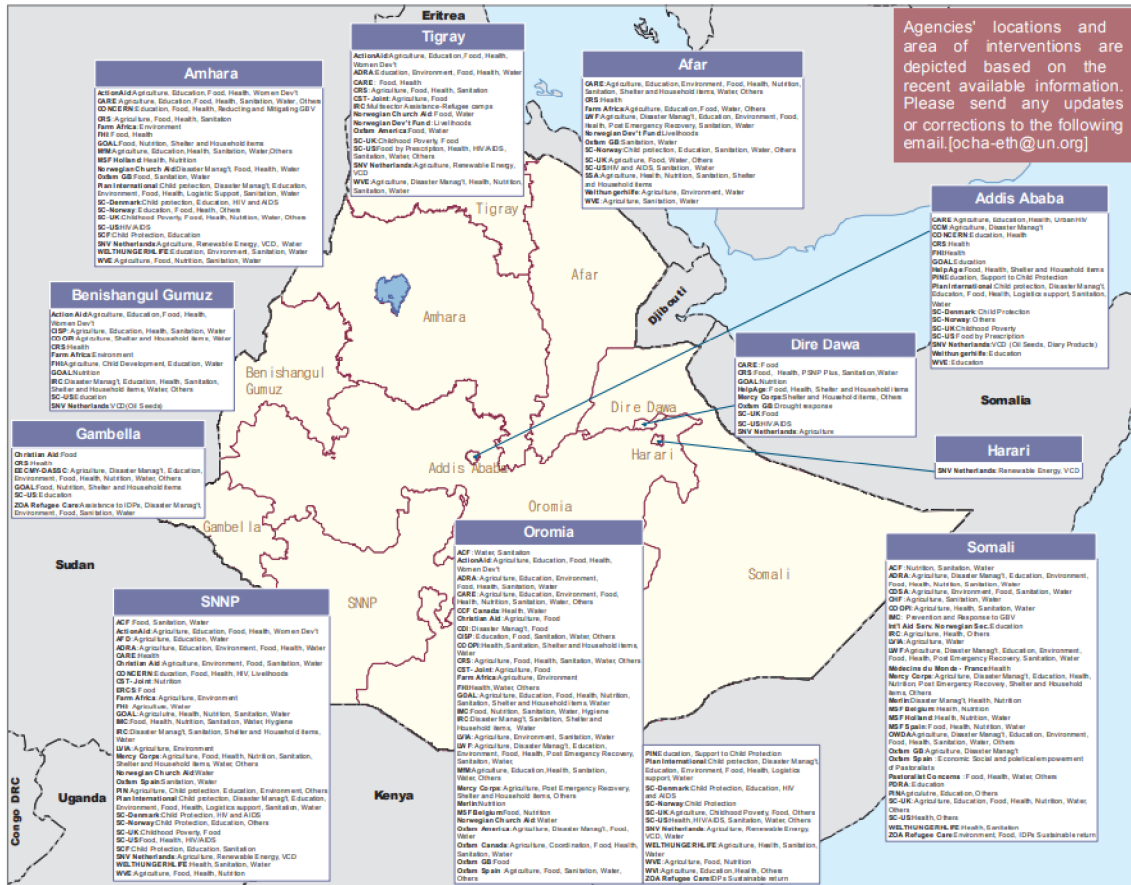 Eritrea
Tigray
ActionAid:Agriculture, Education,Food, Health,
Women Dev't
ADRA:Education, Environment, Food, Health, Water
CARE : Food, Health
CRS:Agriculture, Food, Health, Sanitation, Water
CST- Joint:Agriculture, Food
IRC:Multisector Assistance-Refugee camps
Norwegian Church Aid:Food, Water
Norwegian Dev't Fund: Livelihoods
Oxfam America:Food, Water
SC-UK:Childhood Poverty, Food
SC-US:Food by Prescription, Health, HIV/AIDS,
Sanitation, Water, Others
SNV Netherlands:Agriculture, Renewable Energy,
VCD
WVE:Agriculture, Disaster Manag't, Health, Nutrition,
Sanitation, Water
Amhara
ActionAid:Agriculture, Education,Food, Health, Women Dev't
CARE:Agriculture, Education,Food, Health, Sanitation, Water, Others
CONCERN:Education, Food, Health, Reducting and Mitigating GBV
CRS:Agriculture, Food, Health, Sanitation
Farm Africa:Environment
FHI:Food, Health
GOAL:Food, Nutrition, Shelter and Household items
MfM:Agriculture, Education, Health, Sanitation, Water,Others
MSF Holland:Health, Nutrition
Norwegian Church Aid:Disaster Manag't, Food, Health, Water
Oxfam GB:Food, Sanitation, Water
Plan International:Child protection, Disaster Manag't, Education,
Environment, Food, Health, Logistic Support, Sanitation, Water
SC-Denmark:Child protection, Education, HIV and AIDS
SC-Norway: Education, Food, Health, Others
SC-UK:Childhood Poverty, Food, Health, Nutrition, Water, Others
SC-US:HIV/AIDS
SCF:Child Protection, Education
SNV Netherlands:Agriculture, Renewable Energy, VCD, Water
WELTHUNGERHLIFE:Education, Environment, Sanitation, Water
WVE:Agriculture, Food, Nutrition, Sanitation, Water
Afar
CARE:Agriculture, Education, Environment, Food, Health, Nutrition,
Sanitation, Shelter and Household items, Water, Others
CRS:Health
Farm Africa:Agriculture, Education, Food, Water, Others
LWF:Agriculture, Disaster Manag't, Education, Environment, Food,
Health, Post Emergency Recovery, Sanitation, Water
Norwegian Dev't Fund:Livelihoods
Oxfam GB:Sanitation, Water
SC-Norway:Child protection, Education, Sanitation, Water, Others
SC-UK:Agriculture, Food, Water, Others
SC-US:HIV and AIDS, Sanitation, Water
SSA:Agriculture, Health, Nutrition, Sanitation, Shelter
and Household items
Welthungerhilfe:Agriculture, Environment, Water
WVE: Agriculture, Sanitation, Water
Agencies' locations and
area of interventions are
depicted based on the
recent available information.
Please send any updates
or corrections to the following
email.[ocha-eth@un.org]
Addis Ababa
CARE:Agriculture, Education, Health, Urban HIV
CCM:Agriculture, Disaster Manag't
CONCERN:Education, Health
CRS:Health
FHI:Health
GOAL:Education
HelpAge:Food, Health, Shelter and Household items
PIN:Education, Support to Child Protection
Plan International:Child protection, Disaster Manag't,
Education, Food, Health, Logistics support, Sanitation,
Water
SC-Denmark: Child Protection
SC-Norway: Others
SC-UK:Childhood Poverty
SC-US:Food by Prescription
SNV Netherlands:VCD (Oil Seeds, Diary Products)
Welthungerhilfe: Education
WVE: Education
Benishangul Gumuz
Action Aid:Agriculture, Education, Food, Health,
Women Dev't
CISP: Agriculture, Education, Health, Sanitation, Water
COOPI:Agriculture, Shelter and Household items, Water
CRS:Health
Farm Africa:Environment
FHI:Agriculture, Child Development, Education, Water
GOAL:Nutrition
IRC:Disaster Manag't, Education, Health, Sanitation,
Shelter and Household items, Water, Others
SC-US:Education
SNV Netherlands:VCD(Oil Seeds)
Tigray
Afar
Amhara
Djibouti
Benishangul
Gumuz
Dire Dawa
CARE:Food
CRS:Food, Health, PSNP Plus, Sanitation,Water
GOAL:Nutrition
HelpAge:Food, Health, Shelter and Household items
Mercy Corps:Shelter and Household items, Others
Oxfam GB:Drought response
SC-UK:Food
SC-US:HIV/AIDS
SNV Netherlands:Agriculture
Somalia
Dire Dawa
Harari
Harari
SNV Netherlands: Renewable Energy, VCD
Gambella
Christian Aid:Food
CRS:Health
EECMY-DASSC:Agriculture, Disaster Manag't, Education,
Environment, Food, Health, Nutrition, Water, Others
GOAL:Food, Nutrition, Shelter and Household items
SC-US:Education
ZOA Refugee Care:Assistance to IDPs, Disaster Manag't,
Environment, Food, Sanitation, Water
Addis Ababa
Oromia
Gambella
Sudan
SNNP
Somali
Oromia
ACF: Water, Sanitation
ActionAid:Agriculture, Education, Food, Health,
Women Dev't
ADRA:Agriculture, Education, Environment,
Food, Health, Sanitation, Water
CARE:Agriculture, Education, Environment, Food,
Health, Nutrition, Sanitation, Water, Others
CCF Canada:Health, Water
Christian Aid:Agriculture, Food
CDI:Disaster Manag't, Food
CISP:Education, Food, Sanitation, Water, Others
COOPI:Health,Sanitation, Shelter and Household items,
Water
CRS:Agriculture, Food, Health, Sanitation, Water, Others
CST- Joint:Agriculture, Food
Farm Africa:Agriculture, Environment
FHI:Health, Water, Others
GOAL:Agriculture, Education, Food, Health, Nutrition,
Sanitation, Shelter and Household items, Water
IMC:Food, Nutrition, Sanitation, Water, Hygiene
IRC:Disaster Manag't, Sanitation, Shelter and
Household items, Water
LVIA:Agriculture, Environment, Sanitation, Water
LWF:Agriculture, Disaster Manag't, Education,
Environment, Food, Health, Post Emergency Recovery,
Sanitation, Water,
MfM:Agriculture, Education, Health, Sanitation,
Water, Others
Mercy Corps:Agriculture, Post Emergency Recovery,
Shelter and Household items, Others
Merlin:Nutrition
MSF Belgium:Food, Nutrition
Norwegian Church Aid:Water
Oxfam America:Agriculture, Disaster Manag't, Food,
Water
Oxfam Canada:Agriculture, Coordination, Food, Health,
Sanitation, Water
Oxfam GB:Food
Oxfam Spain:Agriculture, Food, Sanitation, Water,
Others
PIN:Education, Support to Child Protection
Plan International:Child protection, Disaster Manag't,
Education, Environment, Food, Health, Logistics
support, Water
SC-Denmark:Child Protection, Education, HIV
and AIDS
SC-Norway:Child Protection
SC-UK:Agriculture, Childhood Poverty, Food, Others
SC-US:Health, HIV/AIDS, Sanitation, Water, Others
SNV Netherlands:Agriculture, Renewable Energy,
VCD, Water
WELTHUNGERHLIFE:Agriculture, Health,
Sanitation, Water
WVE:Agriculture, Food, Nutrition
WVI:Agriculture, Education, Health, Others
ZOA Refugee Care:IDPs Sustainable return
SNNP
ACF:Food, Sanitation, Water
ActionAid:Agriculture, Education, Food, Health, Women Dev't
AFD:Agriculture, Education, Water
ADRA:Agriculture, Education, Environment, Food, Health, Water
CARE:Health
Christian Aid:Agriculture, Environment, Food, Sanitation, Water
CONCERN:Education, Food, Health, HIV, Livelihoods
CST-Joint:Nutrition
ERCS:Food
Farm Africa:Agriculture, Environment
FHI: Agriculture, Water
GOAL:Agriculutre, Health, Nutrition, Sanitation, Water
IMC:Food, Health, Nutrition, Sanitation, Water, Hygiene
IRC:Disaster Manag't, Sanitation, Shelter and Household items,
Water
LVIA:Agriculture, Environment
Mercy Corps:Agriculture, Food, Health, Nutrition, Sanitation,
Shelter and Household items, Water, Others
Norwegian Church Aid:Water
Oxfam Spain:Sanitation, Water
PIN:Agriculture, Child protection, Education, Environment, Others
Plan International:Child protection, Disaster Manag't, Education,
Environment, Food, Health, Logistics support, Sanitation, Water
SC-Denmark:Child Protection, HIV and AIDS
SC-Norway:Child Protection, Education, Others
SC-UK:Childhood Poverty, Food
SC-US:Food, Health, HIV/AIDS
SCF:Child Protection, Education, Sanitation
SNV Netherlands:Agriculture, Renewable Energy, VCD
WELTHUNGERHLIFE:Health, Sanitation, Water
WVE:Agriculture, Food, Health, Nutrition
Somali
ACF: Nutrition, Sanitation, Water
ADRA:Agriculture, Disaster Manag't, Education, Environment,
Food, Health, Nutrition, Sanitation, Water
CDSA:Agriculture, Environment, Food, Sanitation, Water
CHF:Agriculture, Sanitation, Water
COOPI:Agriculture, Health, Sanitation, Water
IMC: Prevention and Response to GBV
Int'l Aid Serv. Norwegian Sec.:Education
IRC:Agriculture, Health, Others
LVIA:Agriculture, Water
LWF:Agriculture, Disaster Manag't, Education, Environment,
Food, Health, Post Emergency Recovery, Sanitation, Water
Médecins du Monde - France:Health
Mercy Corps:Agriculture, Disaster Manag't, Education, Health,
Nutrition, Post Emergency Recovery, Shelter and Household
items, Others
Merlin:Disaster Manag't, Health, Nutrition
MSF Belgium:Health, Nutrition
MSF Holland:Health, Nutrition, Water
MSF Spain:Food, Health, Nutrition, Water
OWDA:Agriculture, Disaster Manag't, Education, Environment,
Food, Health, Sanitation, Water, Others
Oxfam GB:Agriculture, Disaster Manag't
Oxfam Spain:Economic Social and poletical empowerment
of Pastoralists
Pastoralist Concerns:Food, Health, Water, Others
PDRA:Education
PIN:Agriculutre, Education, Others
SC-UK:Agriculture, Education, Food, Health, Nutrition, Water,
Others
SC-US:Health, Others
WELTHUNGERHLIFE:Health, Sanitation
ZOA Refugee Care:Environment, Food, IDPs Sustainable return
Congo DRC
Uganda
Kenya